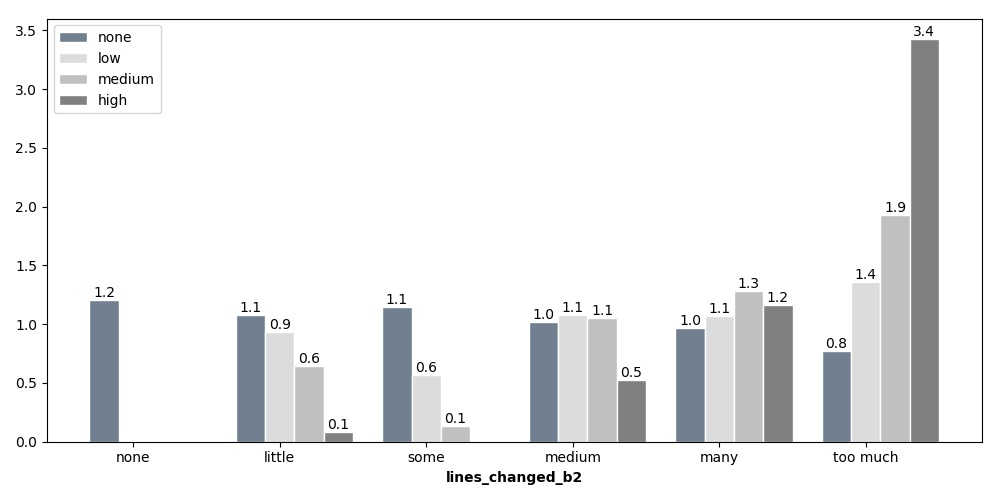 3.5
3.0
2.5
2.0
1.5
1.0
0.5
0.0
none
low
medium
high
1.2
1.1 0.9 0.6 0.1
1.1 0.6 0.1
1.0 1.1 1.1 0.5
1.0 1.1 1.3 1.2
0.8 1.4 1.9 3.4
none little some medium many too much
lines_changed_b2